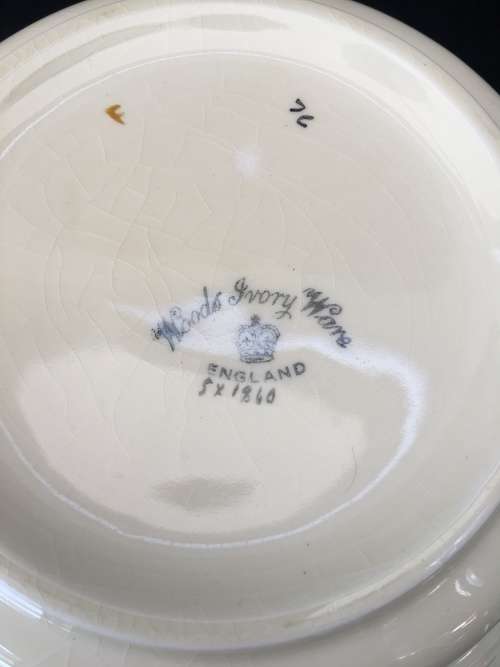 "Woods Ivory Ware"
ENGLAND
5X1860